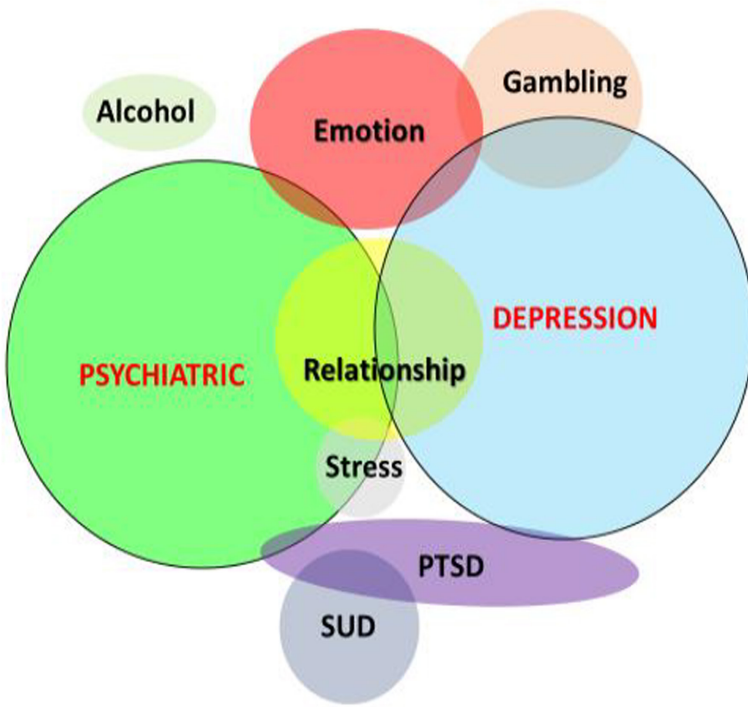 Gambling
Alcohol
Emotion
DEPRESSION
PSYCHIATRIC
Relationship
Stress
PTSD
SUD